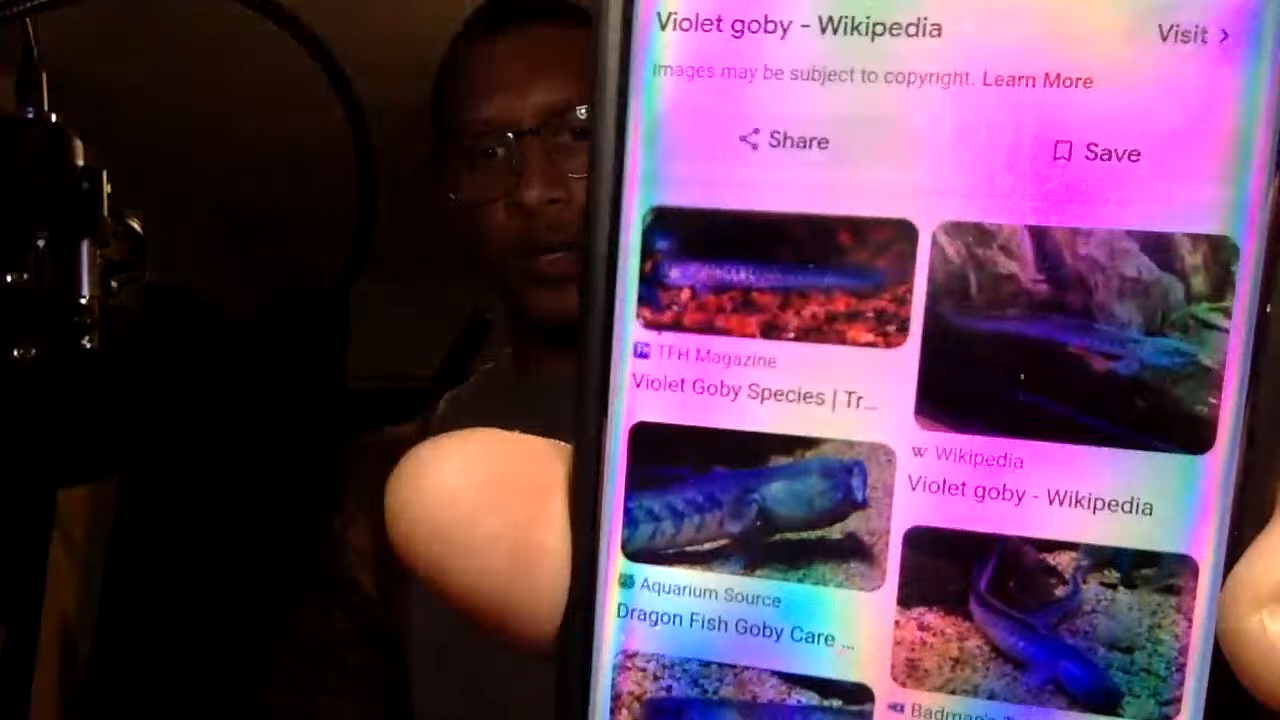 Violet goby - Wikipedia
Visit >
Images may be subject to copyright. Learn More
Share
Save
TFH Magazine
Violet Goby Species | Tr...
W Wikipedia
Violet goby - Wikipedia
Aquarium Source
Dragon Fish Goby Care ...
Badman's